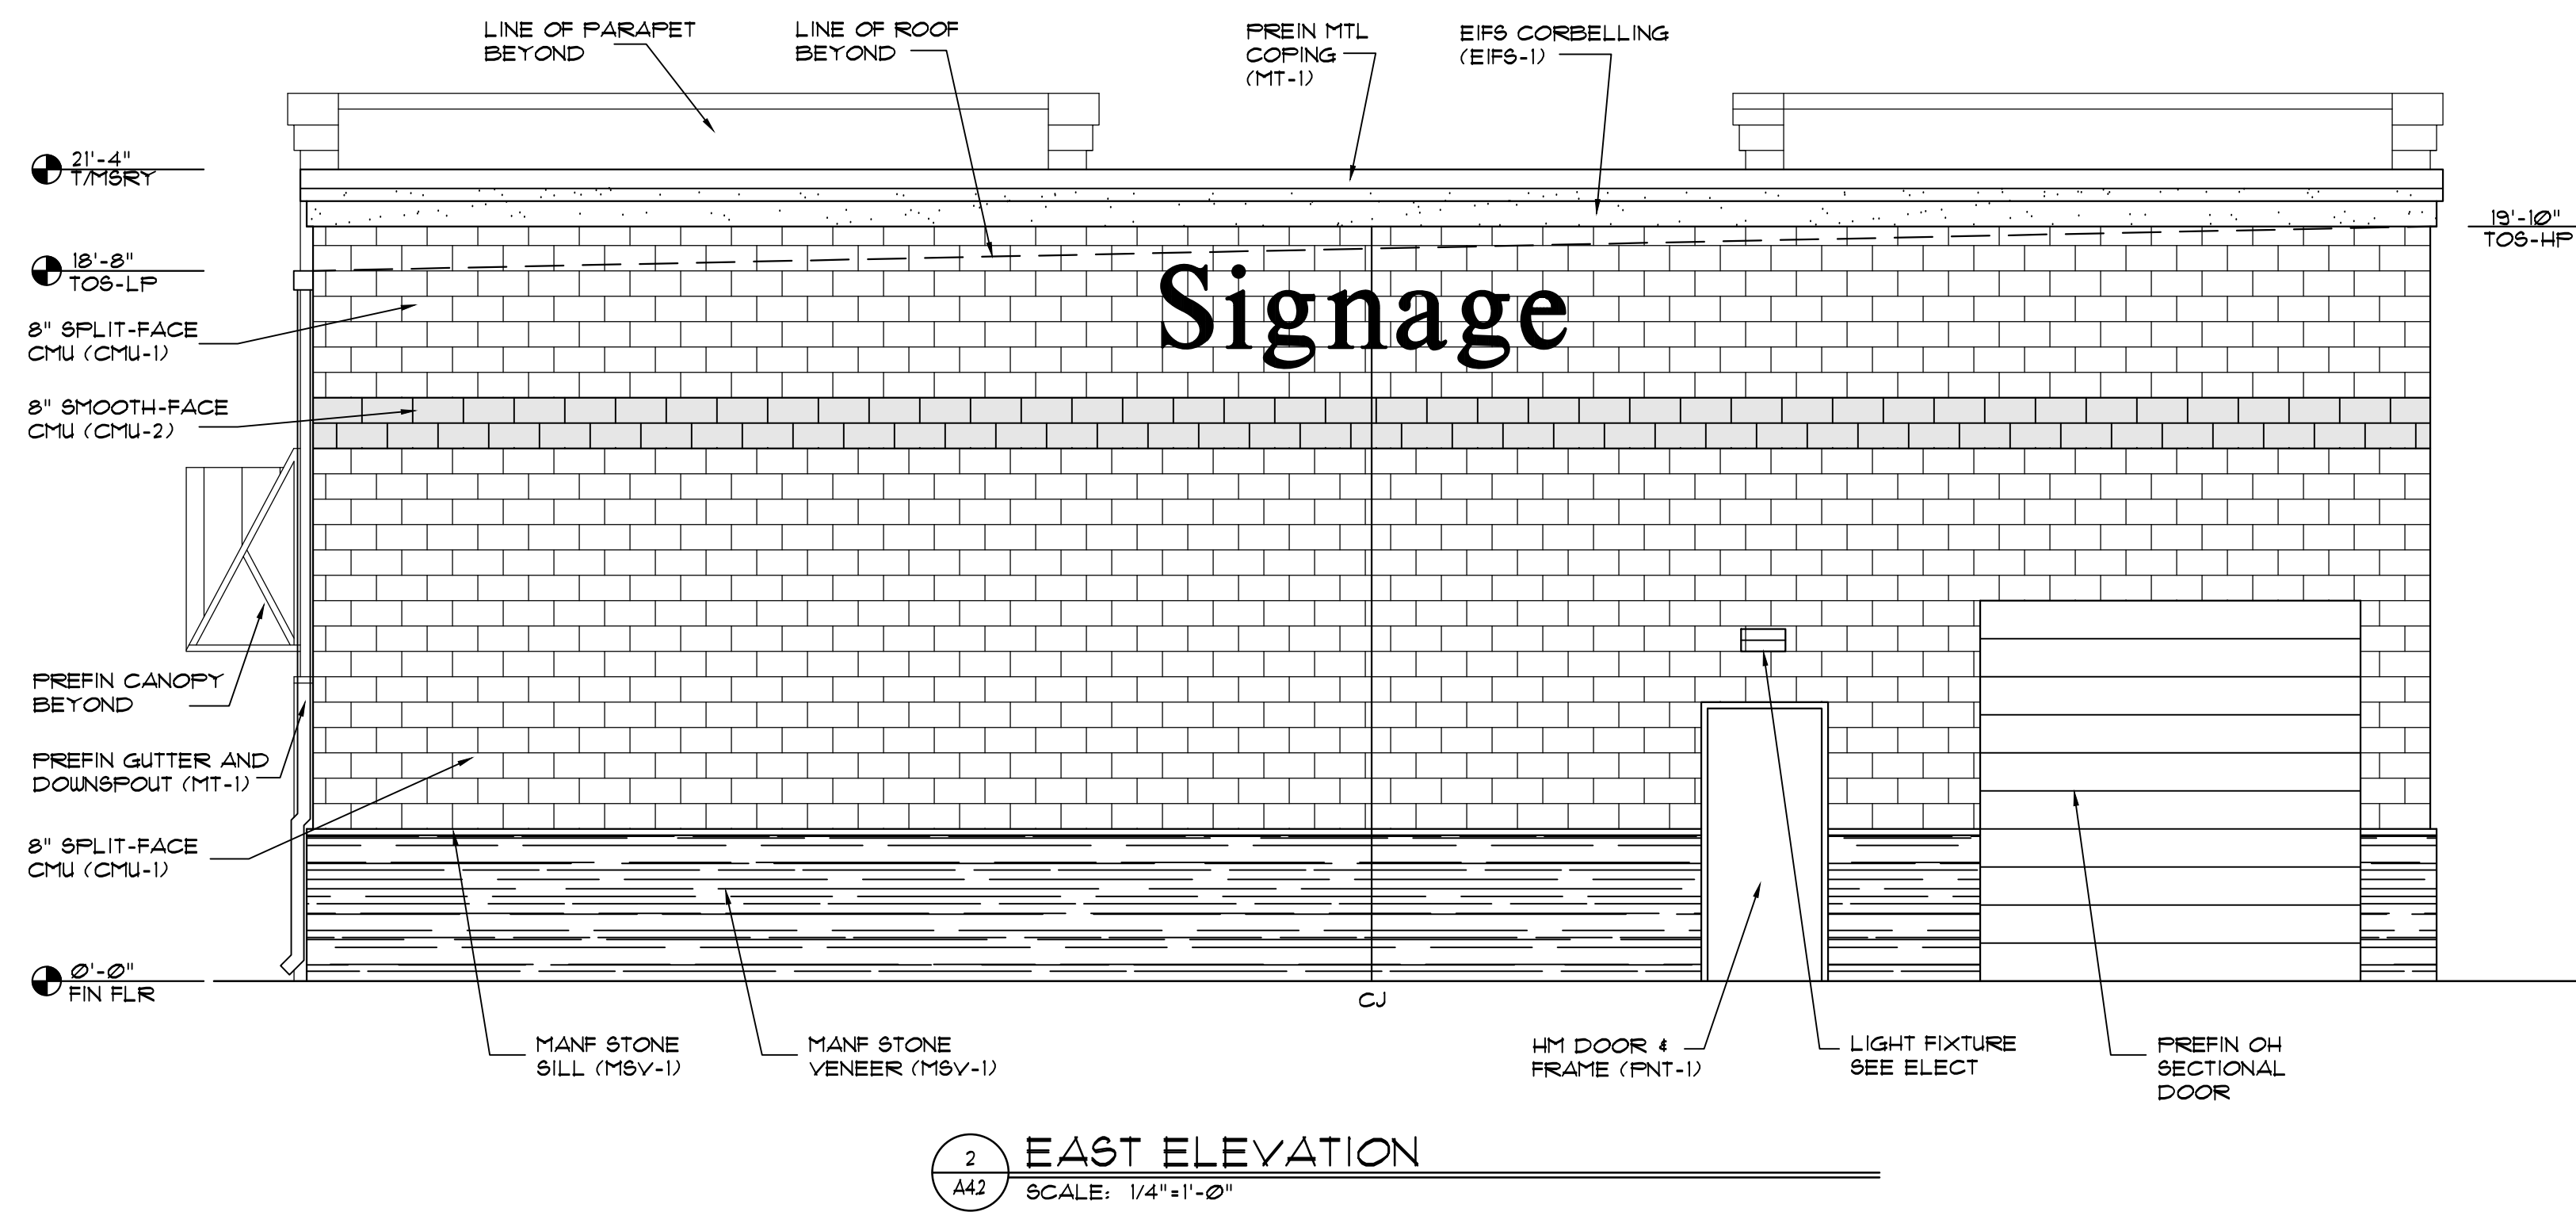 LINE OF PARAPET
BEYOND
LINE OF ROOF
BEYOND
PREIN MTL
COPING
(MT-1)
EIFS CORBELLING
(EIFS-1)
21'-4"
T/MSRY
19'-10"
TOS-HP
18'-8"
TOS-LP
Signage
8" SPLIT-FACE
CMU (CMU-1)
8" SMOOTH-FACE
CMU (CMU-2)
PREFIN CANOPY
BEYOND
PREFIN GUTTER AND
DOWNSPOUT (MT-1)
8" SPLIT-FACE
CMU (CMU-1)
0'-0"
FIN FLR
CJ
MANF STONE
SILL (MSV-1)
MANF STONE
VENEER (MSV-1)
HM DOOR &
FRAME (PNT-1)
LIGHT FIXTURE
SEE ELECT
PREFIN OH
SECTIONAL
DOOR
2
A4.2
EAST ELEVATION
SCALE: 1/4"=1'-0"